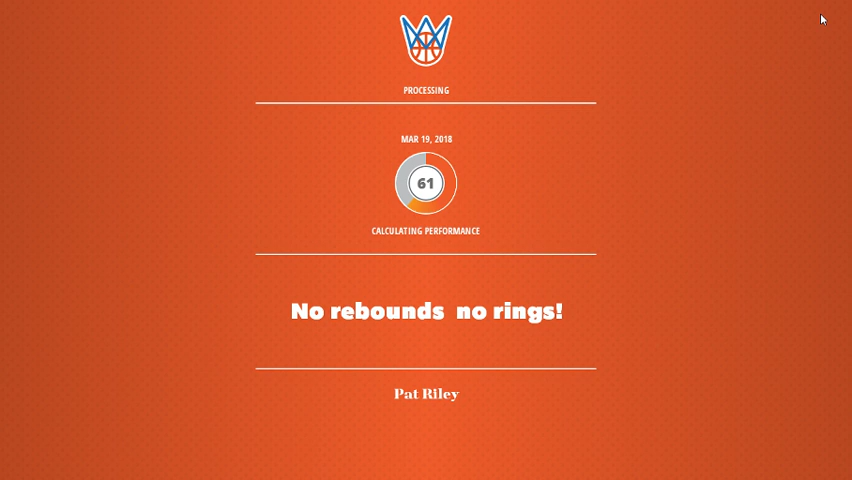 PROCESSING
MAR 19, 2018
61
CALCULATING PERFORMANCE
No rebounds  no rings!
Pat Riley